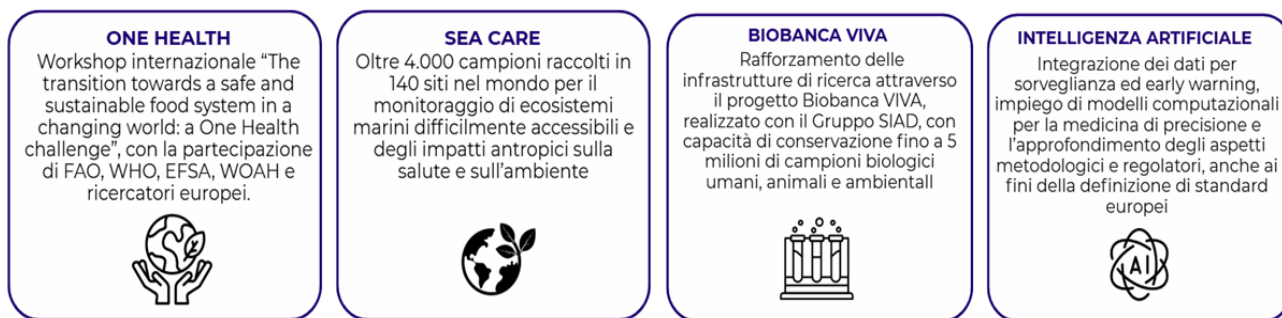 ONE HEALTH
Workshop internazionale “The
transition towards a safe and
sustainable food system in a
changing world: a One Health
challenge”, con la partecipazione
di FAO, WHO, EFSA, WOAH e
ricercatori europei.
SEA CARE
Oltre 4.000 campioni raccolti in
140 siti nel mondo per il
monitoraggio di ecosistemi
marini difficilmente accessibili e
degli impatti antropici sulla
salute e sull’ambiente
BIOBANCA VIVA
Rafforzamento delle
infrastrutture di ricerca attraverso
il progetto Biobanca VIVA,
realizzato con il Gruppo SIAD, con
capacità di conservazione fino a 5
milioni di campioni biologici
umani, animali e ambientall
INTELLIGENZA ARTIFICIALE
Integrazione dei dati per
sorveglianza ed early warning,
impiego di modelli computazionali
per la medicina di precisione e
l’approfondimento degli aspetti
metodologici e regolatori, anche ai
fini della definizione di standard
europei
AI